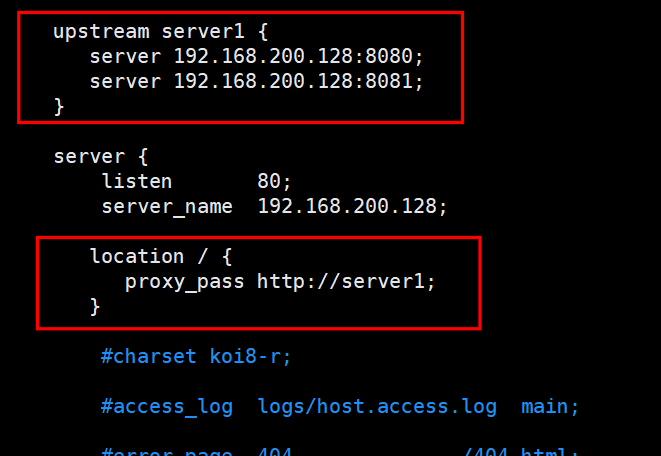 upstream server1 {
server 192.168.200.128:8080;
server 192.168.200.128:8081;
}
server {
listen 80;
server_name 192.168.200.128;
location / {
proxy_pass http://server1;
}
#charset koi8-r;
#access_log logs/host.access.log main;
#error_page 404 /404.html;